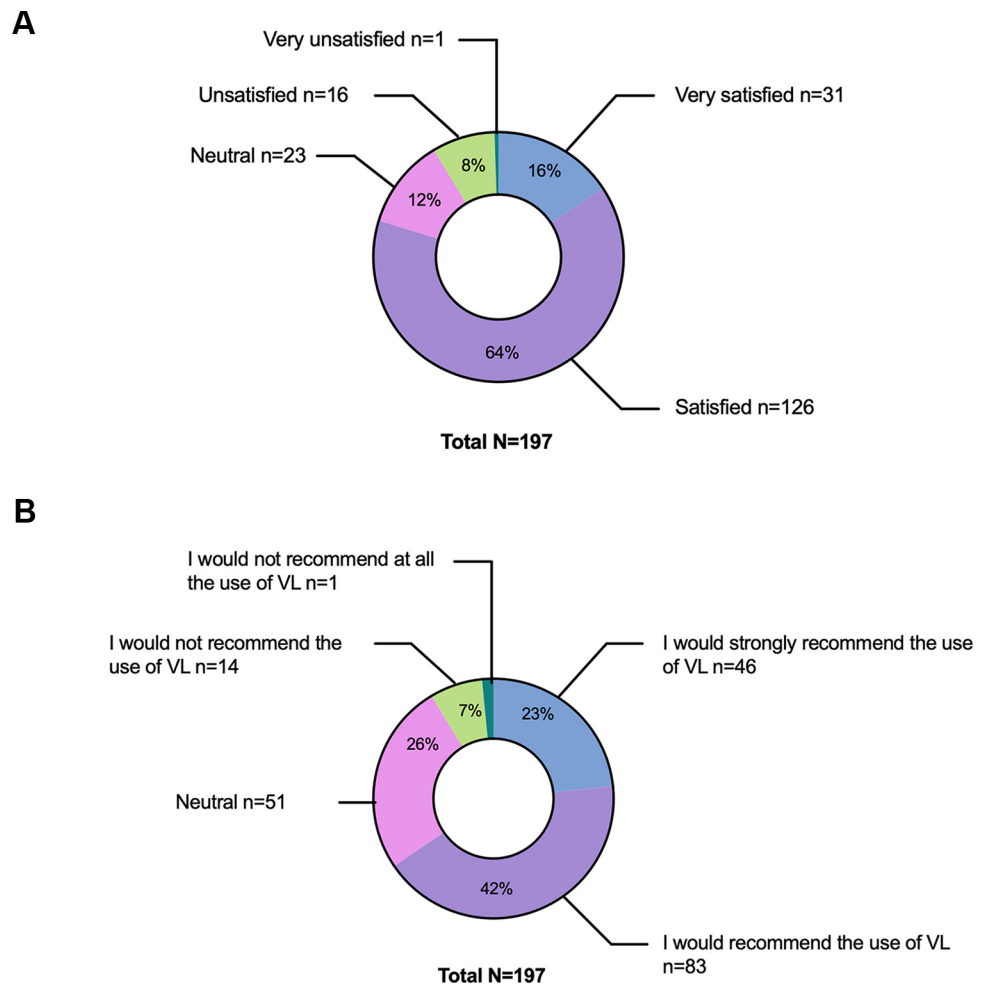 A
Very unsatisfied n=1
Unsatisfied n=16
Very satisfied n=31
Neutral n=23
8%
16%
12%
64%
Satisfied n=126
Total N=197
B
I would not recommend at all
the use of VL n=1
I would not recommend the
use of VL n=14
I would strongly recommend the use
of VL n=46
7%
23%
26%
Neutral n=51
42%
I would recommend the use of VL
n=83
Total N=197